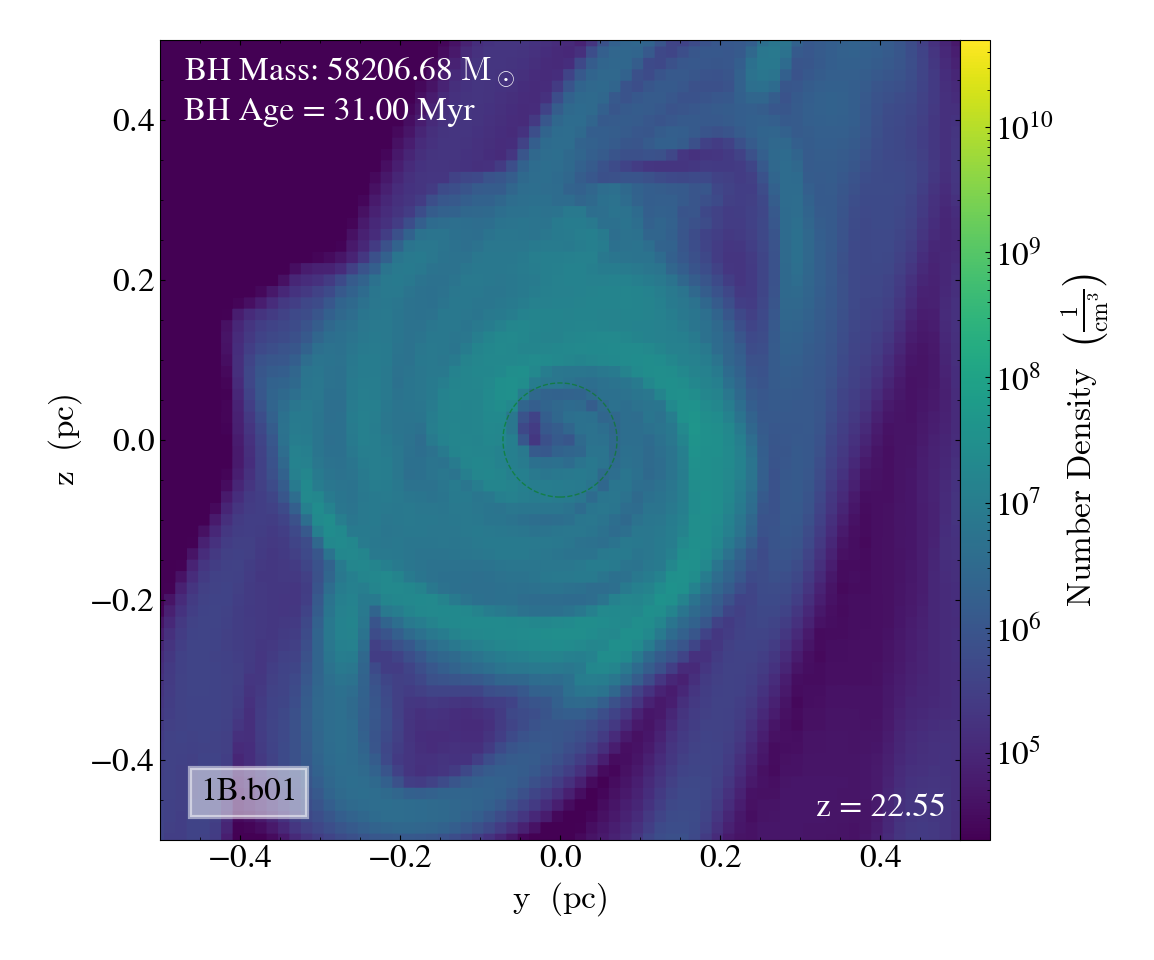 BH Mass: 58206.68 M☉
BH Age = 31.00 Myr
1B.b01
z = 22.55
0.4
0.2
0.0
−0.2
−0.4
z (pc)
−0.4 −0.2 0.0 0.2 0.4
y (pc)
10¹⁰
10⁹
10⁸
10⁷
10⁶
10⁵
Number Density (1/cm³)